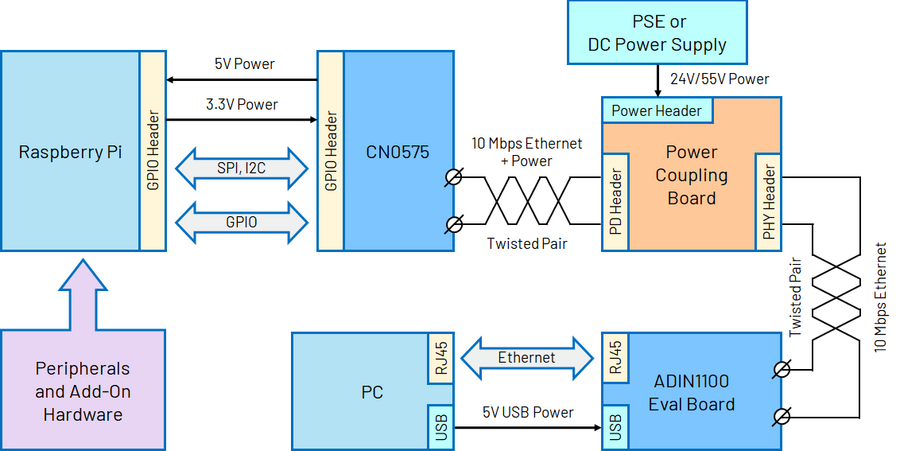 PSE or
DC Power Supply
24V/55V Power
Raspberry Pi
GPIO Header
5V Power
3.3V Power
SPI, I2C
GPIO
GPIO Header
CN0575
10 Mbps Ethernet
+ Power
Twisted Pair
Power Header
PD Header
Power
Coupling
Board
PHY Header
Twisted Pair
10 Mbps Ethernet
Peripherals
and Add-On
Hardware
PC
RJ45
USB
Ethernet
5V USB Power
RJ45
USB
ADIN1100
Eval Board